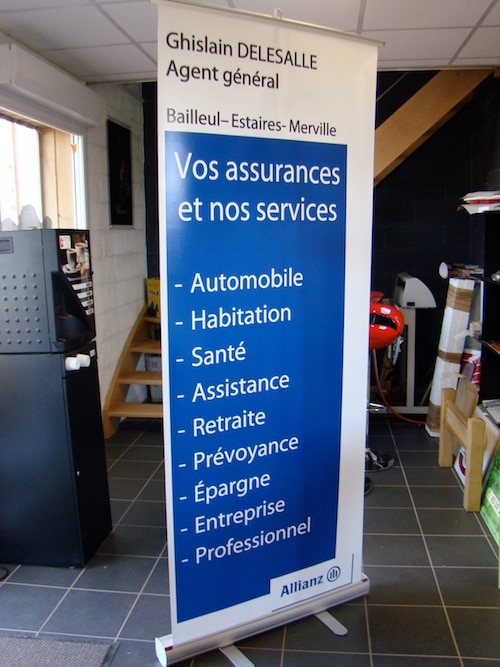 Ghislain DELESALLE
Agent général
Bailleul– Estaires- Merville
Vos assurances
et nos services
- Automobile
- Habitation
- Santé
- Assistance
- Retraite
- Prévoyance
- Épargne
- Entreprise
- Professionnel
Allianz